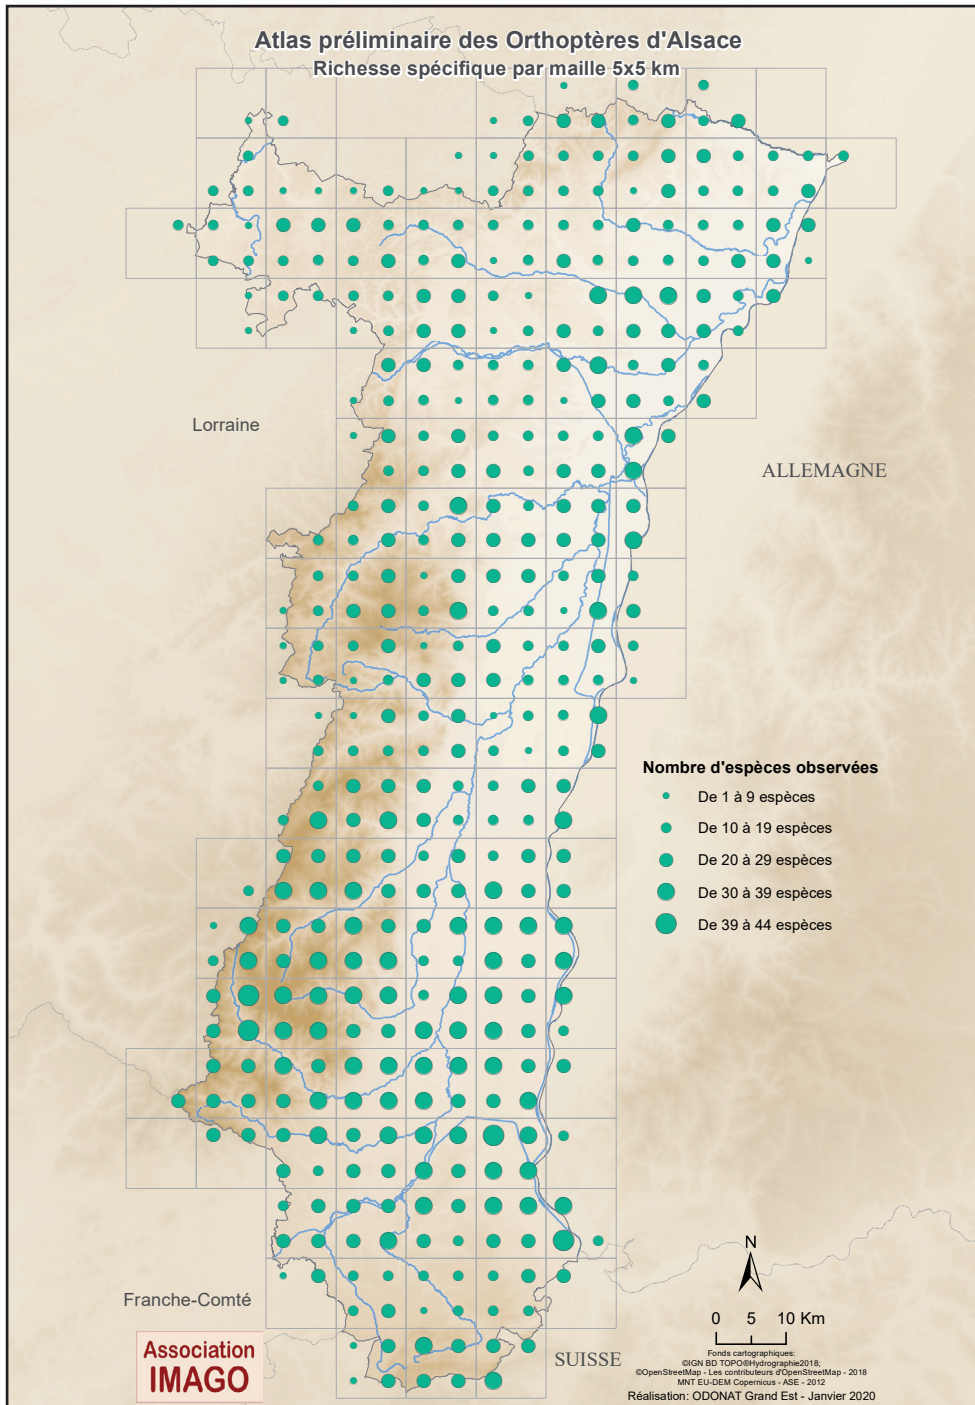 Atlas préliminaire des Orthoptères d'Alsace
Richesse spécifique par maille 5x5 km
Lorraine
ALLEMAGNE
Nombre d'espèces observées
De 1 à 9 espèces
De 10 à 19 espèces
De 20 à 29 espèces
De 30 à 39 espèces
De 39 à 44 espèces
N
Franche-Comté
0 5 10 Km
Association
IMAGO
SUISSE
Fonds cartographiques:
©IGN BD TOPO®Hydrographie2018;
©OpenStreetMap - Les contributeurs d'OpenStreetMap - 2018
MNT EU-DEM Copernicus - ASE - 2012
Réalisation: ODONAT Grand Est - Janvier 2020